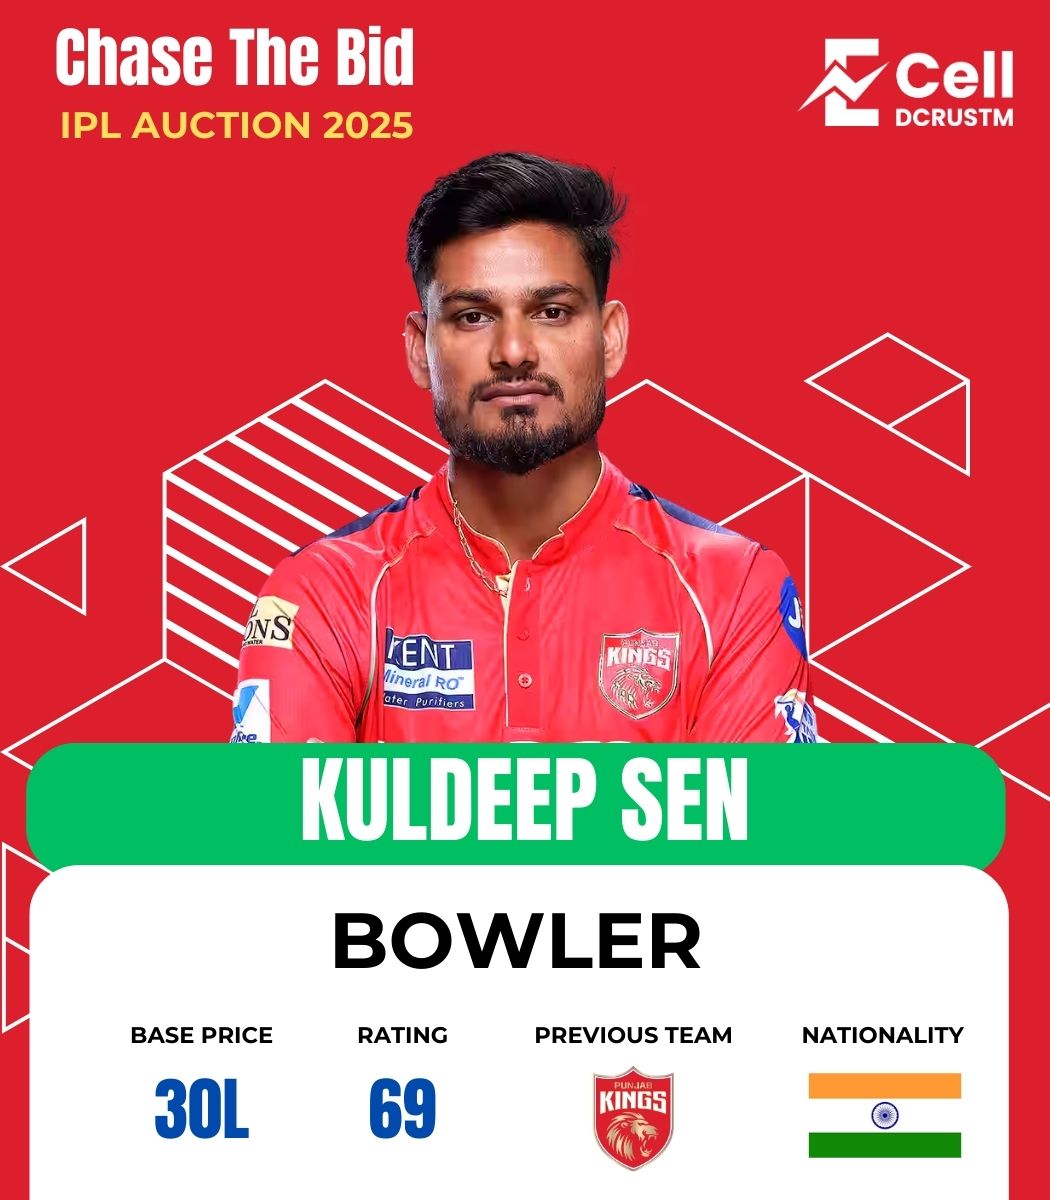 Chase The Bid
IPL AUCTION 2025
Cell
DCRUSTM
KENT
Mineral RO
Water Purifiers
PUNJAB
KINGS
KULDEEP SEN
BOWLER
BASE PRICE
RATING
PREVIOUS TEAM
NATIONALITY
30L
69
PUNJAB
KINGS